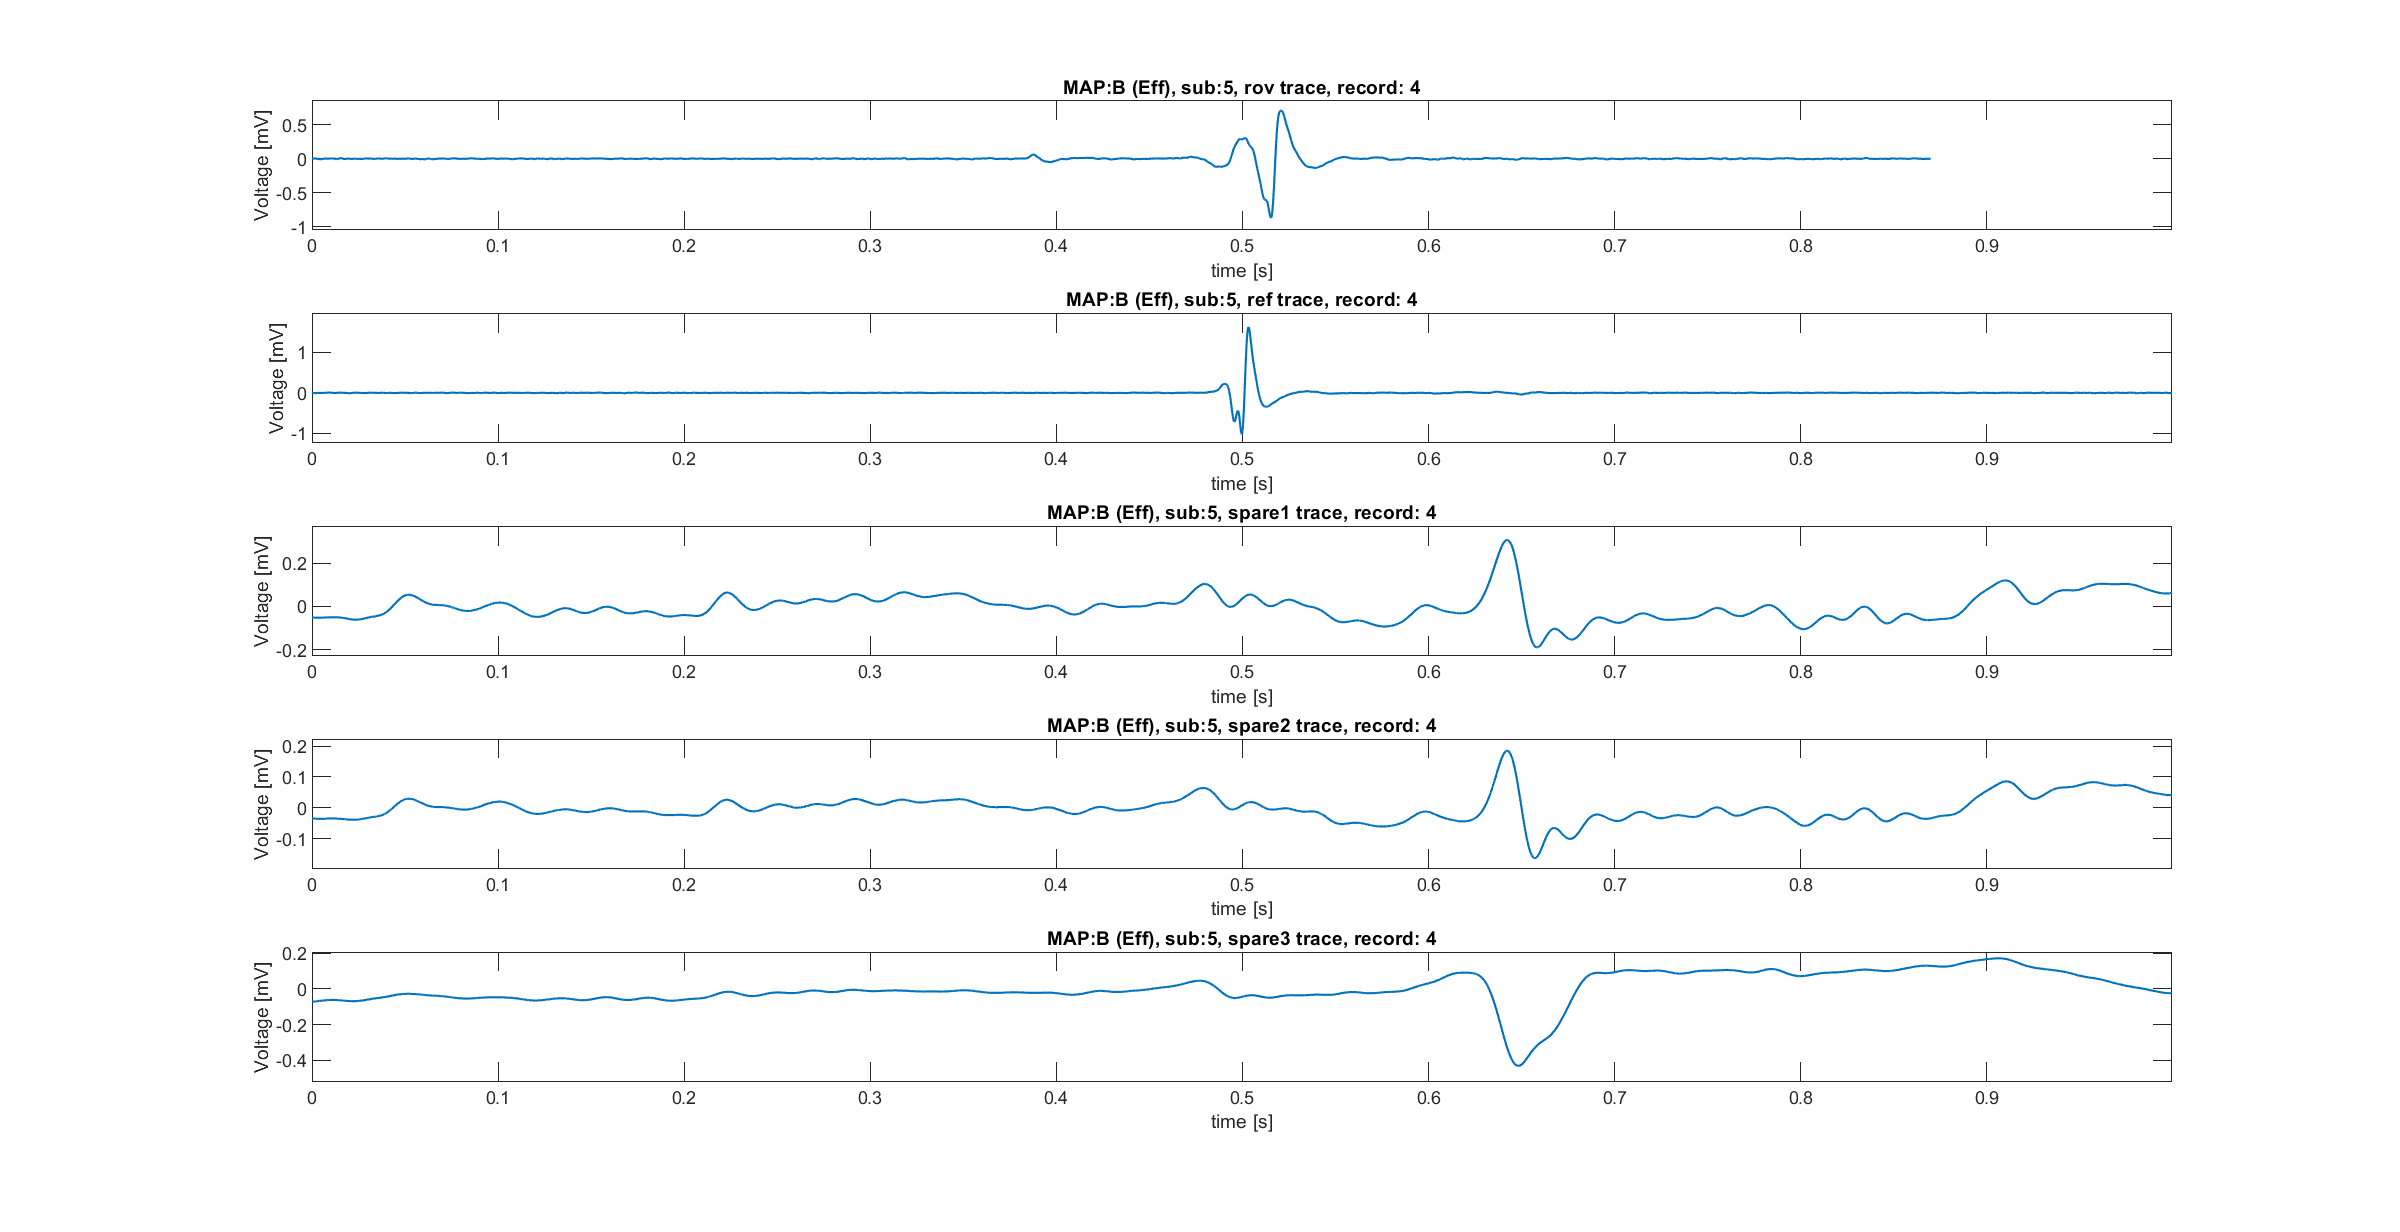 MAP:B (Eff), sub:5, rov trace, record: 4
Voltage [mV]
0.5
0
-0.5
-1
0 0.1 0.2 0.3 0.4 0.5 0.6 0.7 0.8 0.9
time [s]
MAP:B (Eff), sub:5, ref trace, record: 4
Voltage [mV]
1
0
-1
0 0.1 0.2 0.3 0.4 0.5 0.6 0.7 0.8 0.9
time [s]
MAP:B (Eff), sub:5, spare1 trace, record: 4
Voltage [mV]
0.2
0
-0.2
0 0.1 0.2 0.3 0.4 0.5 0.6 0.7 0.8 0.9
time [s]
MAP:B (Eff), sub:5, spare2 trace, record: 4
Voltage [mV]
0.2
0.1
0
-0.1
0 0.1 0.2 0.3 0.4 0.5 0.6 0.7 0.8 0.9
time [s]
MAP:B (Eff), sub:5, spare3 trace, record: 4
Voltage [mV]
0.2
0
-0.2
-0.4
0 0.1 0.2 0.3 0.4 0.5 0.6 0.7 0.8 0.9
time [s]